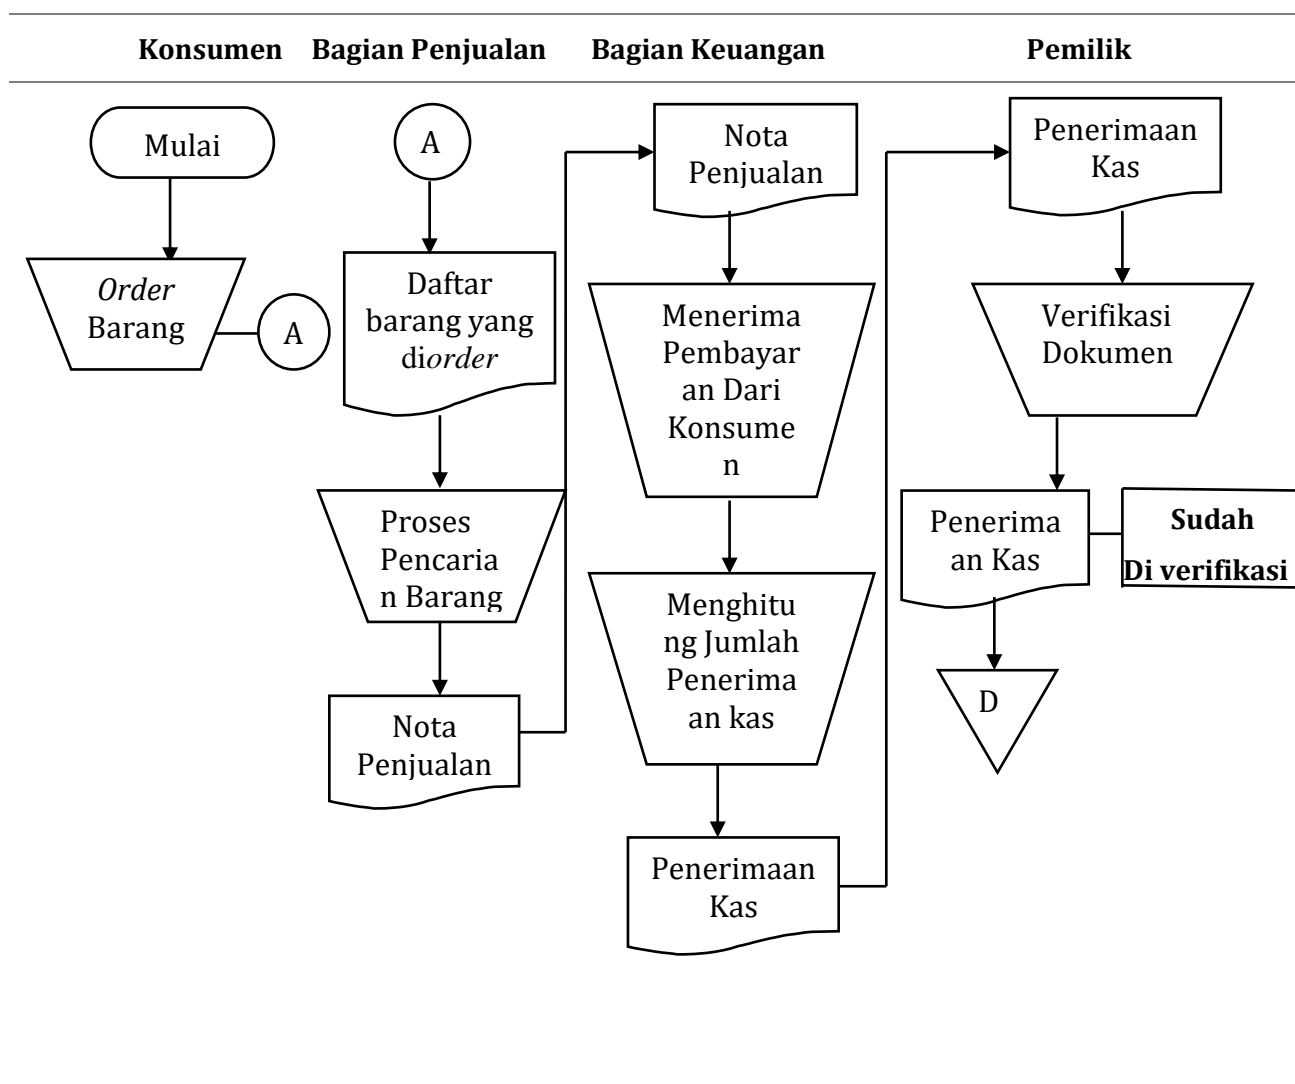 Konsumen Bagian Penjualan Bagian Keuangan Pemilik
Mulai
Order
Barang
A
A
Daftar
barang yang
diorder
Proses
Pencaria
n Barang
Nota
Penjualan
Nota
Penjualan
Menerima
Pembayar
an Dari
Konsume
n
Menghitu
ng Jumlah
Penerima
an kas
Penerimaan
Kas
Penerimaan
Kas
Verifikasi
Dokumen
Penerima
an Kas
Sudah
Di verifikasi
D